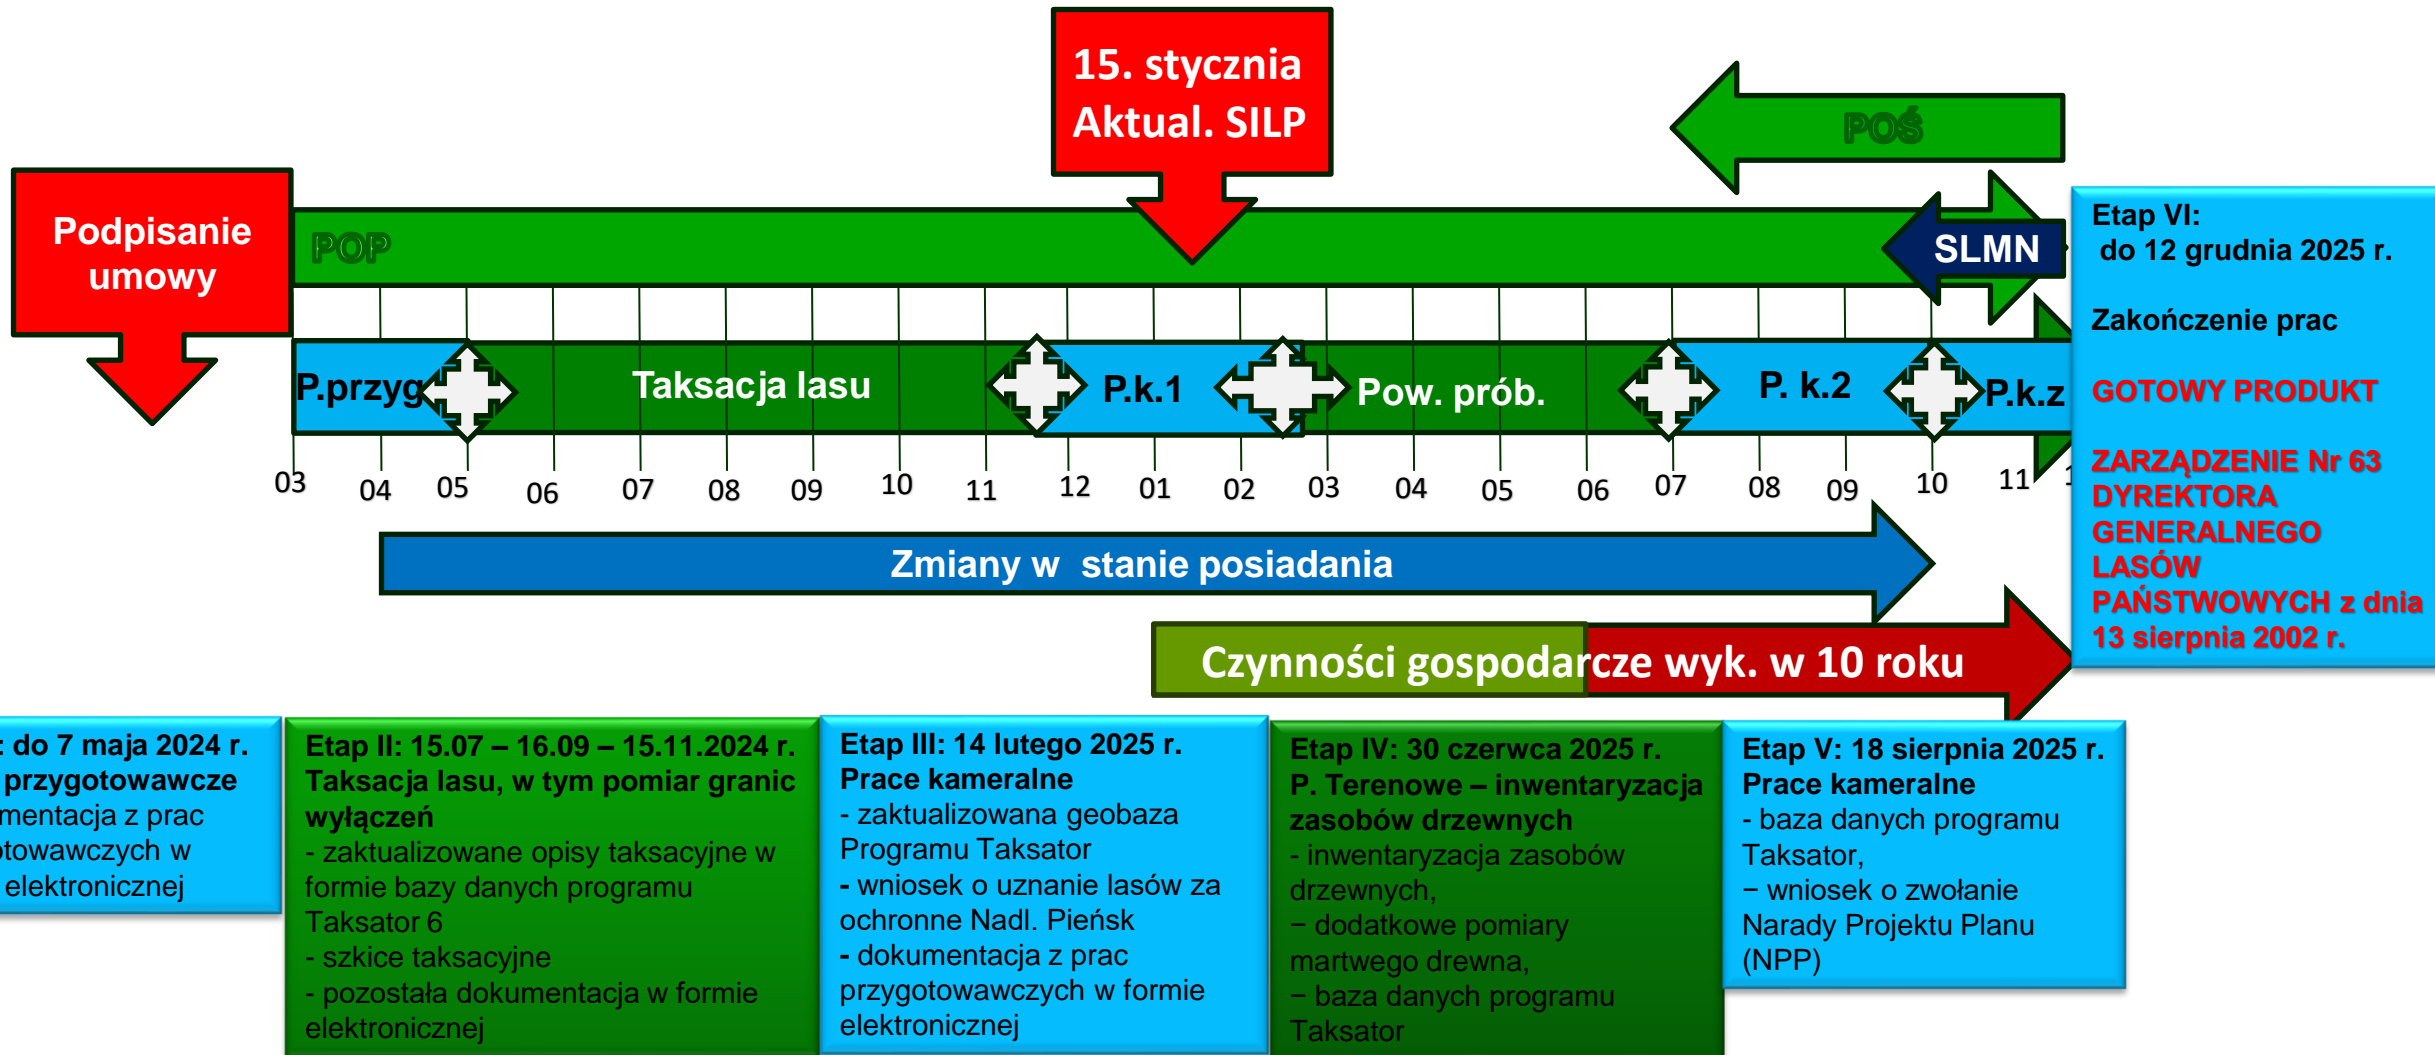 15. stycznia
Aktual. SILP
POŚ
Podpisanie
umowy
POP
SLMN
P.przyg
Taksacja lasu
P.k.1
Pow. prób.
P. k.2
P.k.z
03 04 05 06 07 08 09 10 11 12 01 02 03 04 05 06 07 08 09 10 11
Zmiany w stanie posiadania
Czynności gospodarcze wyk. w 10 roku
Etap VI:
do 12 grudnia 2025 r.
Zakończenie prac
GOTOWY PRODUKT
ZARZĄDZENIE Nr 63
DYREKTORA
GENERALNEGO
LASÓW
PAŃSTWOWYCH z dnia
13 sierpnia 2002 r.
: do 7 maja 2024 r.
przygotowawcze
mentacja z prac
otowawczych w
elektronicznej
Etap II: 15.07 – 16.09 – 15.11.2024 r.
Taksacja lasu, w tym pomiar granic
wyłączeń
- zaktualizowane opisy taksacyjne w
formie bazy danych programu
Taksator 6
- szkice taksacyjne
- pozostała dokumentacja w formie
elektronicznej
Etap III: 14 lutego 2025 r.
Prace kameralne
- zaktualizowana geobaza
Programu Taksator
- wniosek o uznanie lasów za
ochronne Nadl. Pieńsk
- dokumentacja z prac
przygotowawczych w formie
elektronicznej
Etap IV: 30 czerwca 2025 r.
P. Terenowe – inwentaryzacja
zasobów drzewnych
- inwentaryzacja zasobów
drzewnych,
− dodatkowe pomiary
martwego drewna,
− baza danych programu
Taksator
Etap V: 18 sierpnia 2025 r.
Prace kameralne
- baza danych programu
Taksator,
− wniosek o zwołanie
Narady Projektu Planu
(NPP)